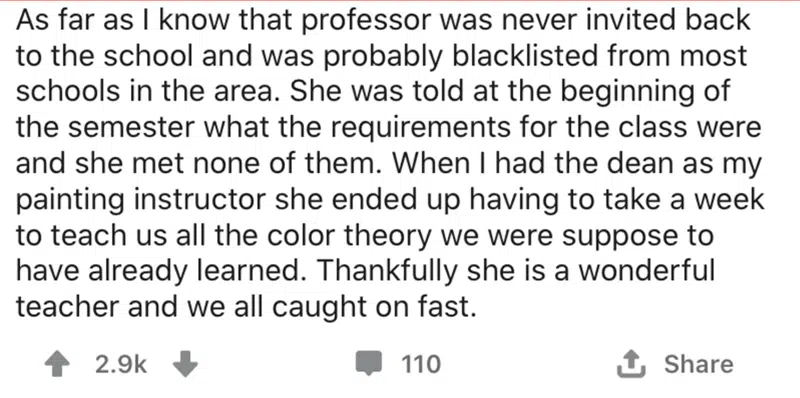 As far as I know that professor was never invited back
to the school and was probably blacklisted from most
schools in the area. She was told at the beginning of
the semester what the requirements for the class were
and she met none of them. When I had the dean as my
painting instructor she ended up having to take a week
to teach us all the color theory we were suppose to
have already learned. Thankfully she is a wonderful
teacher and we all caught on fast.
2.9k 110 Share